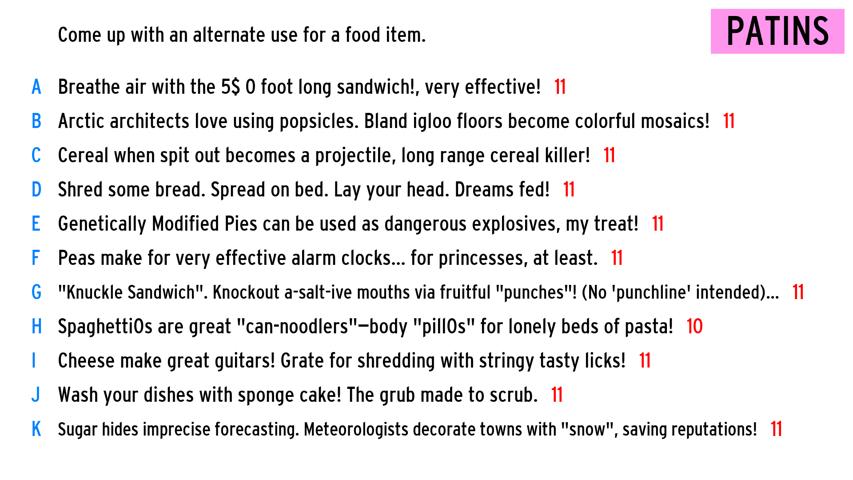 Come up with an alternate use for a food item.
PATINS
A Breathe air with the 5$ 0 foot long sandwich!, very effective! 11
B Arctic architects love using popsicles. Bland igloo floors become colorful mosaics! 11
C Cereal when spit out becomes a projectile, long range cereal killer! 11
D Shred some bread. Spread on bed. Lay your head. Dreams fed! 11
E Genetically Modified Pies can be used as dangerous explosives, my treat! 11
F Peas make for very effective alarm clocks... for princesses, at least. 11
G "Knuckle Sandwich". Knockout a-salt-ive mouths via fruitful "punches"! (No 'punchline' intended)... 11
H SpaghettiOs are great "can-noodlers"—body "pillOs" for lonely beds of pasta! 10
I Cheese make great guitars! Grate for shredding with stringy tasty licks! 11
J Wash your dishes with sponge cake! The grub made to scrub. 11
K Sugar hides imprecise forecasting. Meteorologists decorate towns with "snow", saving reputations! 11